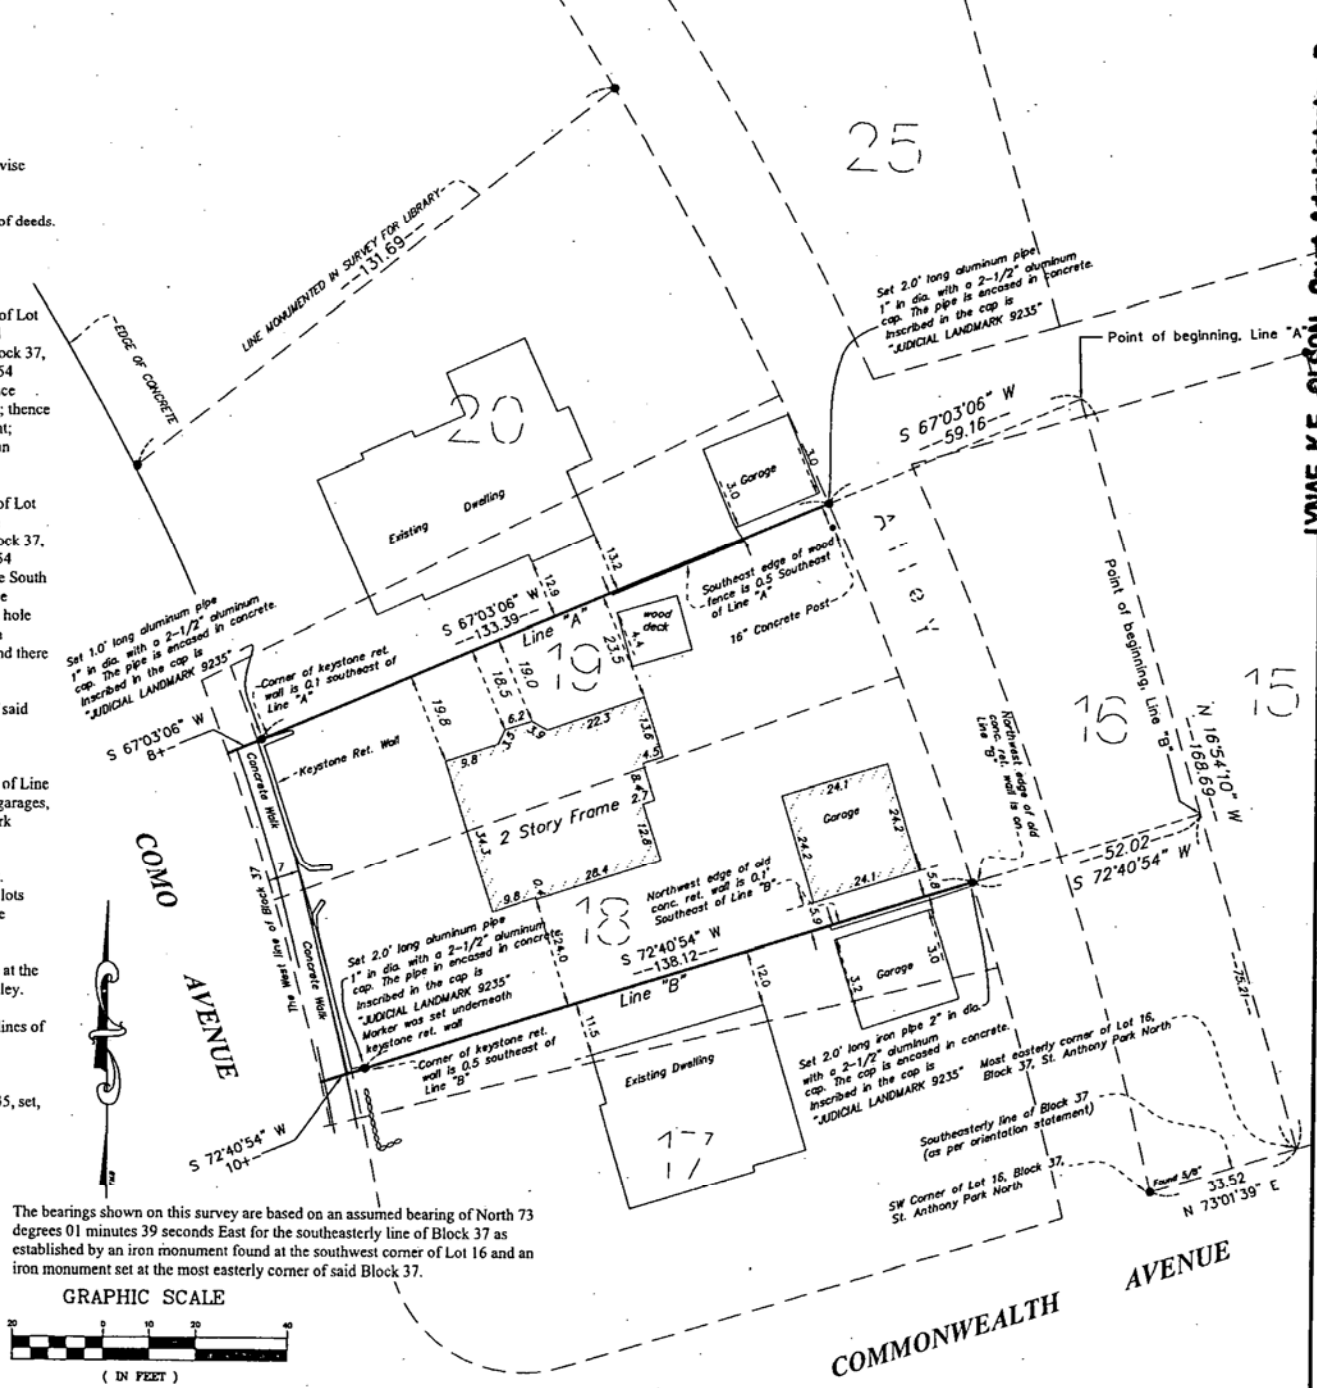 vise
of deeds.
of Lot
ock 37,
54
ce
; thence
t;
n
of Lot
ock 37,
54
e South
e
hole
nd there
said
of Line
garages,
rk
lots
e
at the
ley.
lines of
35, set,
25
20
19
18
17
16
15
LINE MONUMENTED IN SURVEY FOR LIBRARY
131.69
EDGE OF CONCRETE
Set 2.0' long aluminum pipe
1" in dia. with a 2-1/2" aluminum
cap. The pipe is encased in concrete.
Inscribed in the cap is
"JUDICIAL LANDMARK 9235"
Point of beginning, Line "A"
S 67°03'06" W
59.16
Garage
3.0
3.0
Existing Dwelling
Alley
Southeast edge of wood
fence is 0.5 Southeast
of Line "A"
16" Concrete Post
wood
deck
4.4
13.2
12.9
S 67°03'06" W
133.39
Line "A"
23.5
Set 1.0' long aluminum pipe
1" in dia. with a 2-1/2" aluminum
cap. The pipe is encased in concrete.
Inscribed in the cap is
"JUDICIAL LANDMARK 9235"
Corner of keystone ret.
wall is 0.1 southeast of
Line "A"
S 67°03'06" W
8+-
Keystone Ret. Wall
Concrete Walk
7
The West line of Block 37
Concrete Walk
19.8
18.5
19.0
6.2
3.5
3.9
22.3
13.6
4.5
9.8
8.4
2.7
12.8
34.3
2 Story Frame
28.4
9.8
0.4
24.0
Point of beginning, Line "B"
N 16°54'10" W
168.69
Northwest edge of old
conc. ret. wall is on
Line "B"
24.1
Garage
24.2
24.2
24.1
5.8
5.9
52.02
S 72°40'54" W
Northwest edge of old
conc. ret. wall is 0.1'
Southeast of Line "B"
S 72°40'54" W
138.12
Line "B"
Garage
3.0
3.2
12.0
11.5
COMO
AVENUE
Set 2.0' long aluminum pipe
1" in dia. with a 2-1/2" aluminum
cap. The pipe in encased in concrete.
Inscribed in the cap is
"JUDICIAL LANDMARK 9235"
Marker was set underneath
keystone ret. wall
Corner of keystone ret.
wall is 0.5 southeast of
Line "B"
S 72°40'54" W
10+-
Existing Dwelling
Set 2.0' long iron pipe 2" in dia.
with a 2-1/2" aluminum
cap. The cap is encased in concrete.
Inscribed in the cap is
"JUDICIAL LANDMARK 9235"
75.21
Most easterly corner of Lot 16,
Block 37, St. Anthony Park North
Southeasterly line of Block 37
(as per orientation statement)
SW Corner of Lot 16, Block 37,
St. Anthony Park North
Found 5/8"
33.52
N 73°01'39" E
The bearings shown on this survey are based on an assumed bearing of North 73
degrees 01 minutes 39 seconds East for the southeasterly line of Block 37 as
established by an iron monument found at the southwest corner of Lot 16 and an
iron monument set at the most easterly corner of said Block 37.
GRAPHIC SCALE
20 0 10 20 40
( IN FEET )
COMMONWEALTH AVENUE